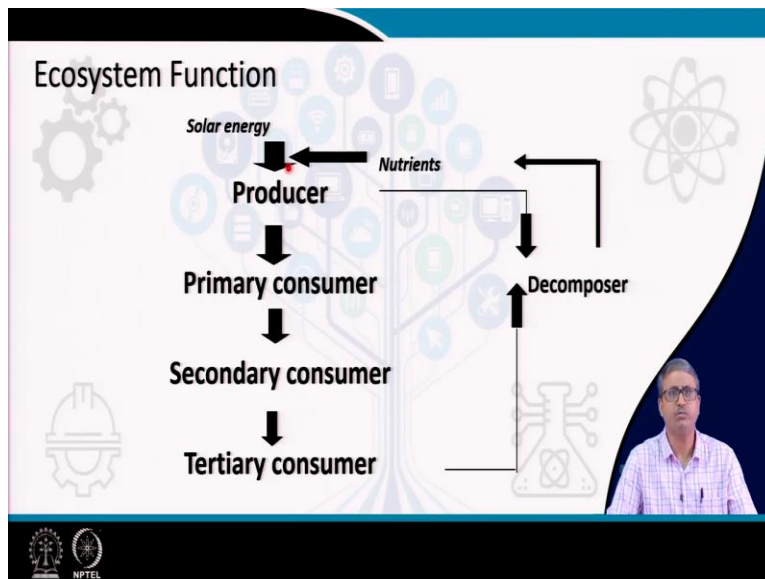 Ecosystem Function
Solar energy
Nutrients
Producer
Primary consumer
Decomposer
Secondary consumer
Tertiary consumer
NPTEL